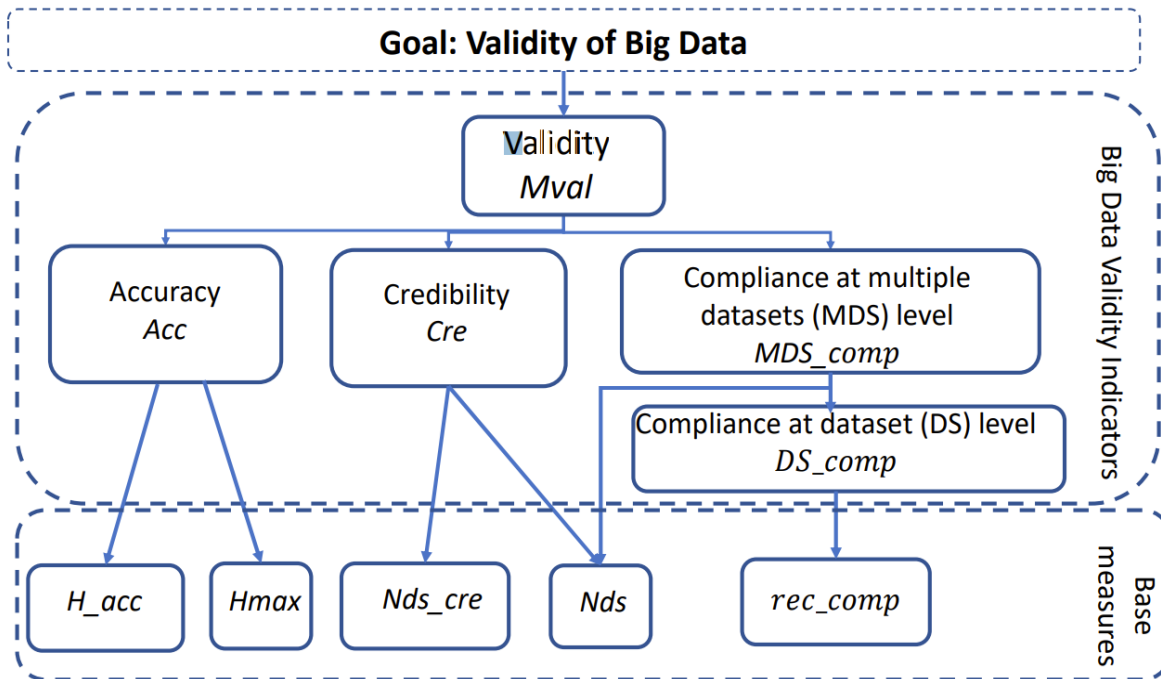 Goal: Validity of Big Data
Validity
Mval
Accuracy
Acc
Credibility
Cre
Compliance at multiple
datasets (MDS) level
MDS_comp
Compliance at dataset (DS) level
DS_comp
Big Data Validity Indicators
H_acc
Hmax
Nds_cre
Nds
rec_comp
Base
measures